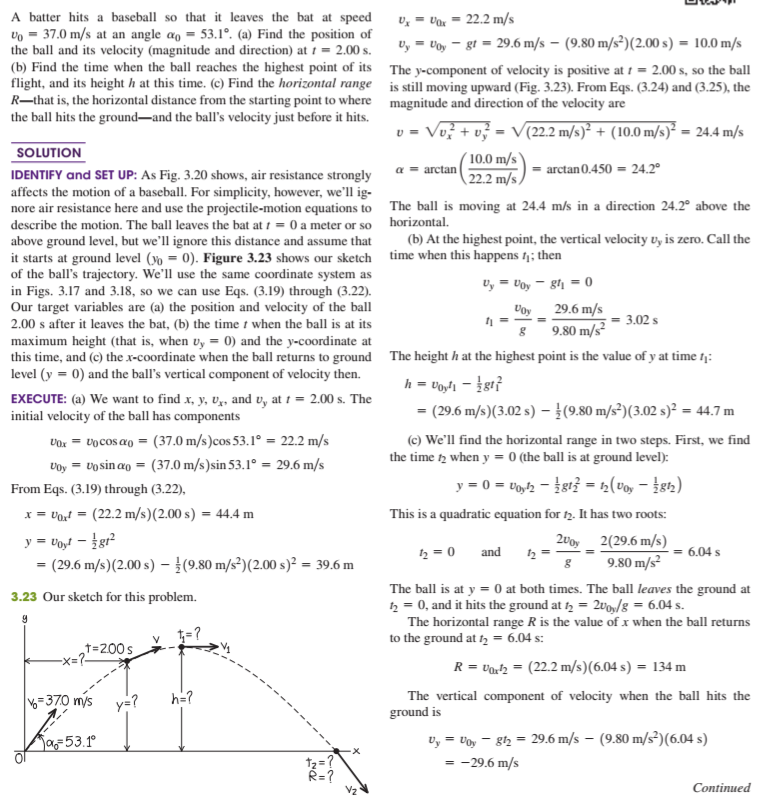 A batter hits a baseball so that it leaves the bat at speed
v₀ = 37.0 m/s at an angle α₀ = 53.1°. (a) Find the position of
the ball and its velocity (magnitude and direction) at t = 2.00 s.
(b) Find the time when the ball reaches the highest point of its
flight, and its height h at this time. (c) Find the horizontal range
R—that is, the horizontal distance from the starting point to where
the ball hits the ground—and the ball's velocity just before it hits.
SOLUTION
IDENTIFY and SET UP: As Fig. 3.20 shows, air resistance strongly
affects the motion of a baseball. For simplicity, however, we'll ig-
nore air resistance here and use the projectile-motion equations to
describe the motion. The ball leaves the bat at t = 0 a meter or so
above ground level, but we'll ignore this distance and assume that
it starts at ground level (y₀ = 0). Figure 3.23 shows our sketch
of the ball's trajectory. We'll use the same coordinate system as
in Figs. 3.17 and 3.18, so we can use Eqs. (3.19) through (3.22).
Our target variables are (a) the position and velocity of the ball
2.00 s after it leaves the bat, (b) the time t when the ball is at its
maximum height (that is, when v_y = 0) and the y-coordinate at
this time, and (c) the x-coordinate when the ball returns to ground
level (y = 0) and the ball's vertical component of velocity then.
EXECUTE: (a) We want to find x, y, v_x, and v_y at t = 2.00 s. The
initial velocity of the ball has components
v₀x = v₀ cos α₀ = (37.0 m/s) cos 53.1° = 22.2 m/s
v₀y = v₀ sin α₀ = (37.0 m/s) sin 53.1° = 29.6 m/s
From Eqs. (3.19) through (3.22),
x = v₀xt = (22.2 m/s)(2.00 s) = 44.4 m
y = v₀yt − ½gt²
= (29.6 m/s)(2.00 s) − ½(9.80 m/s²)(2.00 s)² = 39.6 m
3.23 Our sketch for this problem.
y
t=2.00 s
v
t₁=?
v₁
x=?
v₀=37.0 m/s
y=?
h=?
α₀=53.1°
O
x
t₂=?
R=?
v₂
v_x = v₀x = 22.2 m/s
v_y = v₀y − gt = 29.6 m/s − (9.80 m/s²)(2.00 s) = 10.0 m/s
The y-component of velocity is positive at t = 2.00 s, so the ball
is still moving upward (Fig. 3.23). From Eqs. (3.24) and (3.25), the
magnitude and direction of the velocity are
v = √(v_x² + v_y²) = √((22.2 m/s)² + (10.0 m/s)²) = 24.4 m/s
α = arctan(10.0 m/s / 22.2 m/s) = arctan 0.450 = 24.2°
The ball is moving at 24.4 m/s in a direction 24.2° above the
horizontal.
(b) At the highest point, the vertical velocity v_y is zero. Call the
time when this happens t₁; then
v_y = v₀y − gt₁ = 0
t₁ = v₀y / g = 29.6 m/s / 9.80 m/s² = 3.02 s
The height h at the highest point is the value of y at time t₁:
h = v₀yt₁ − ½gt₁²
= (29.6 m/s)(3.02 s) − ½(9.80 m/s²)(3.02 s)² = 44.7 m
(c) We'll find the horizontal range in two steps. First, we find
the time t₂ when y = 0 (the ball is at ground level):
y = 0 = v₀yt₂ − ½gt₂² = t₂(v₀y − ½gt₂)
This is a quadratic equation for t₂. It has two roots:
t₂ = 0 and t₂ = 2v₀y / g = 2(29.6 m/s) / 9.80 m/s² = 6.04 s
The ball is at y = 0 at both times. The ball leaves the ground at
t₂ = 0, and it hits the ground at t₂ = 2v₀y/g = 6.04 s.
The horizontal range R is the value of x when the ball returns
to the ground at t₂ = 6.04 s:
R = v₀xt₂ = (22.2 m/s)(6.04 s) = 134 m
The vertical component of velocity when the ball hits the
ground is
v_y = v₀y − gt₂ = 29.6 m/s − (9.80 m/s²)(6.04 s)
= −29.6 m/s
Continued